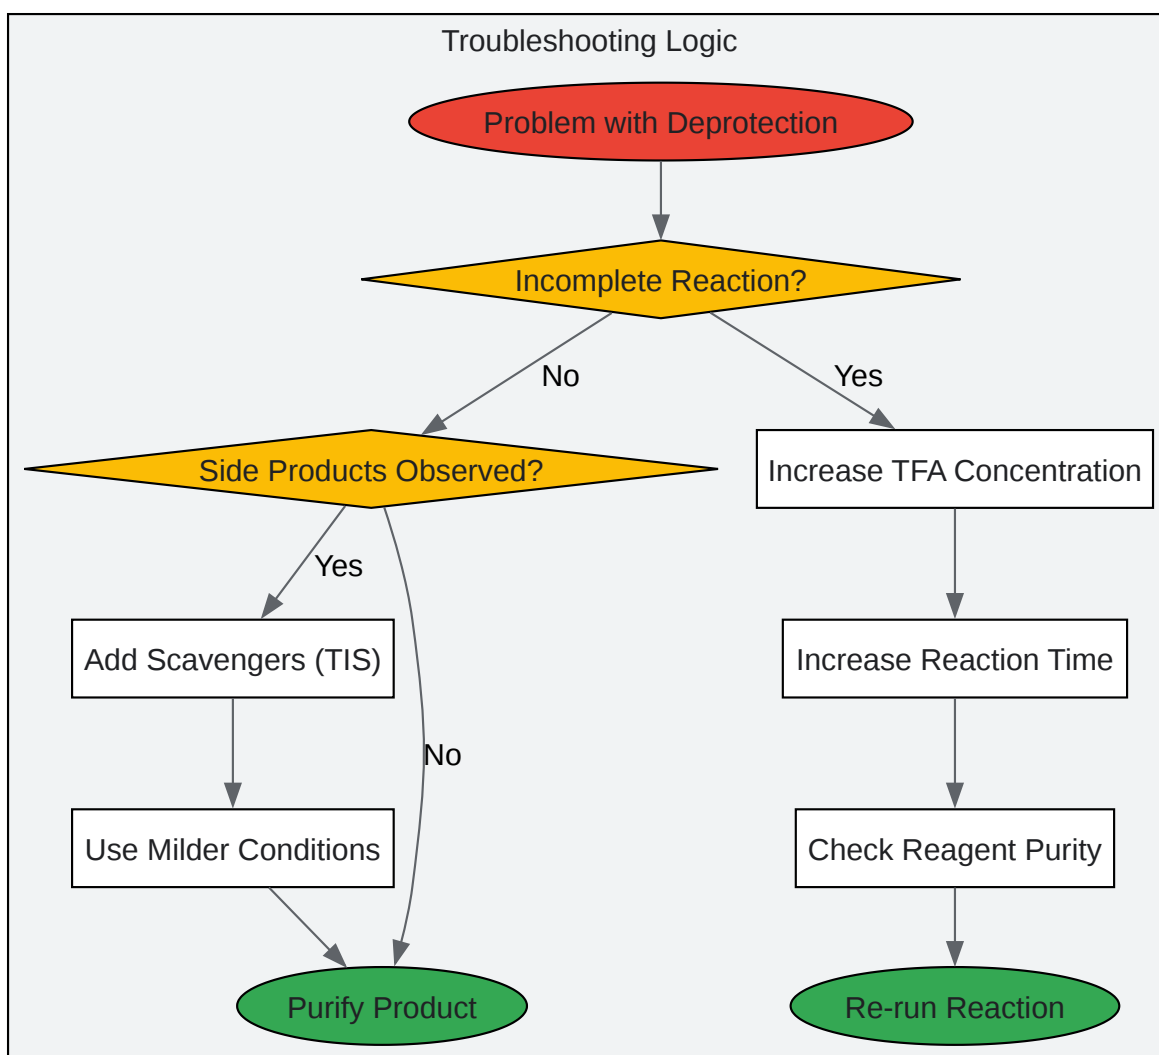 Troubleshooting Logic
Problem with Deprotection
Incomplete Reaction?
No
Yes
Side Products Observed?
Increase TFA Concentration
Yes
Add Scavengers (TIS)
Increase Reaction Time
No
Use Milder Conditions
Check Reagent Purity
Purify Product
Re-run Reaction